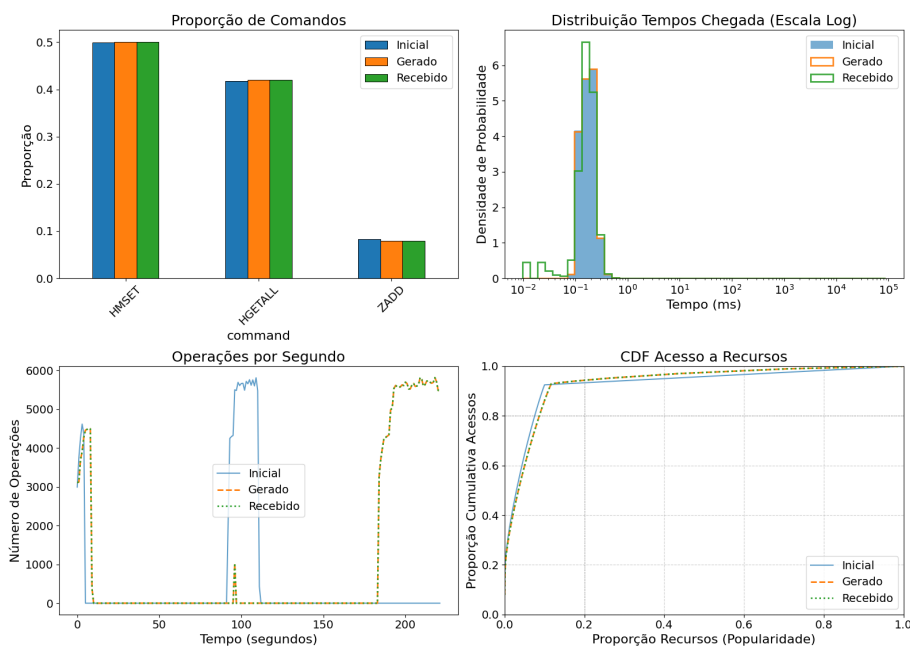 Proporção de Comandos
Proporção
0.5
0.4
0.3
0.2
0.1
0.0
Inicial
Gerado
Recebido
HMSET
HGETALL
ZADD
command
Distribuição Tempos Chegada (Escala Log)
Densidade de Probabilidade
6
5
4
3
2
1
0
Inicial
Gerado
Recebido
10⁻²
10⁻¹
10⁰
10¹
10²
10³
10⁴
10⁵
Tempo (ms)
Operações por Segundo
Número de Operações
6000
5000
4000
3000
2000
1000
0
Inicial
Gerado
Recebido
0
50
100
150
200
Tempo (segundos)
CDF Acesso a Recursos
Proporção Cumulativa Acessos
1.0
0.8
0.6
0.4
0.2
0.0
Inicial
Gerado
Recebido
0.0
0.2
0.4
0.6
0.8
1.0
Proporção Recursos (Popularidade)